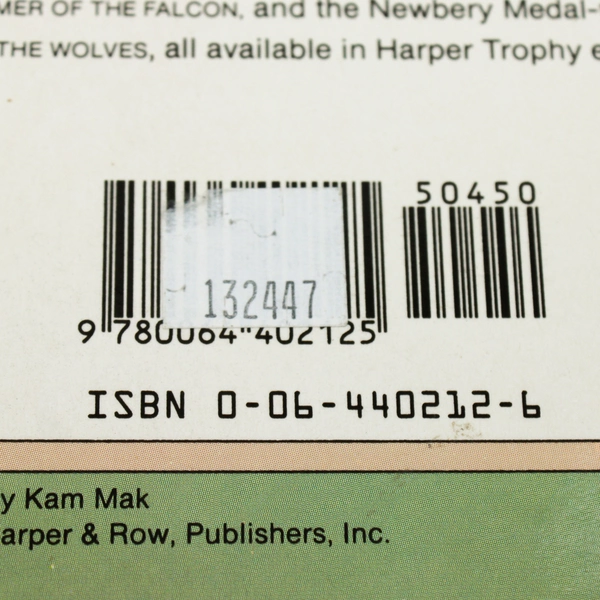 MER OF THE FALCON, and the Newbery Medal-
THE WOLVES, all available in Harper Trophy e
50450
132447
9 780064 402125
ISBN 0-06-440212-6
y Kam Mak
arper & Row, Publishers, Inc.